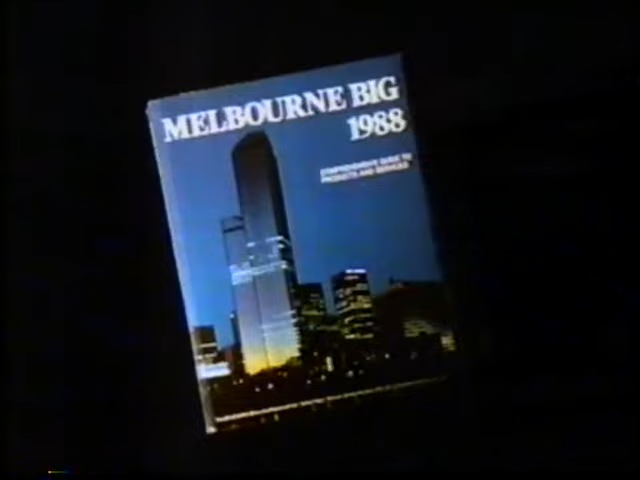 MELBOURNE BIG
1988
COMPREHENSIVE GUIDE TO
PRODUCTS AND SERVICES